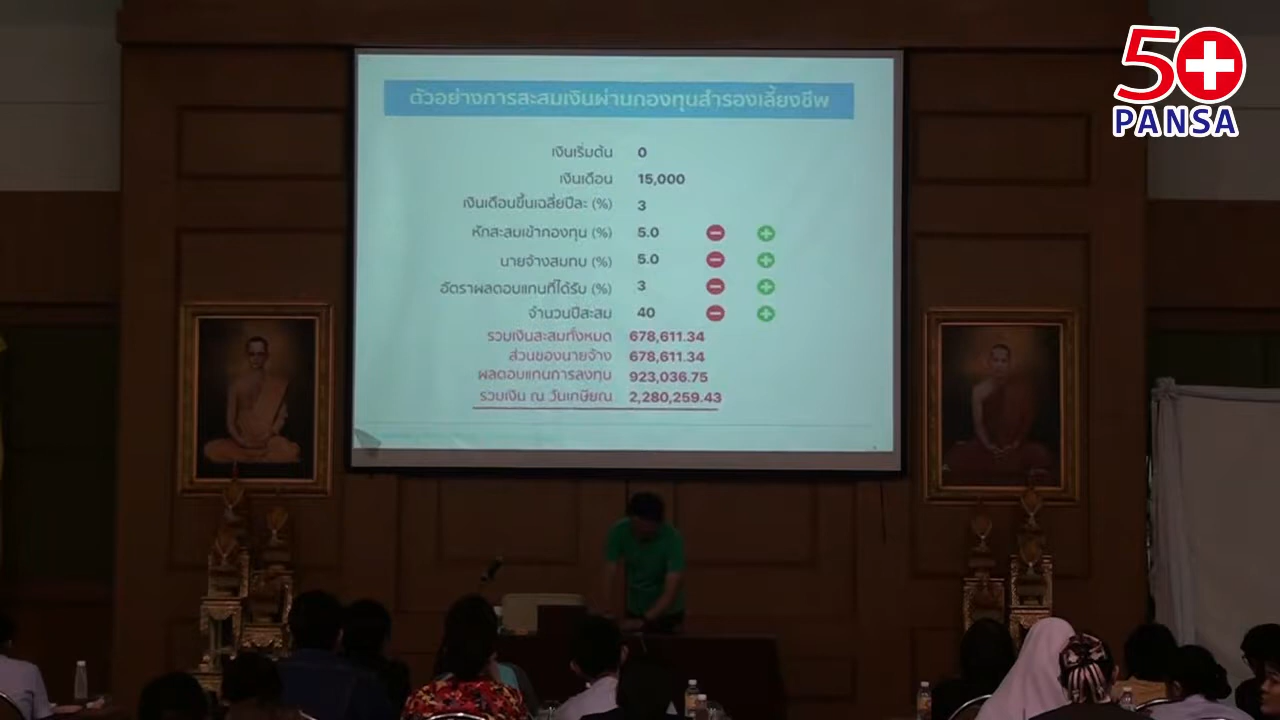 50
PANSA
ตัวอย่างการสะสมเงินผ่านกองทุนสำรองเลี้ยงชีพ
เงินเริ่มต้น 0
เงินเดือน 15,000
เงินเดือนขึ้นเฉลี่ยปีละ (%) 3
หักสะสมเข้ากองทุน (%) 5.0
นายจ้างสมทบ (%) 5.0
อัตราผลตอบแทนที่ได้รับ (%) 3
จำนวนปีสะสม 40
รวมเงินสะสมทั้งหมด 678,611.34
ส่วนของนายจ้าง 678,611.34
ผลตอบแทนการลงทุน 923,036.75
รวมเงิน ณ วันเกษียณ 2,280,259.43